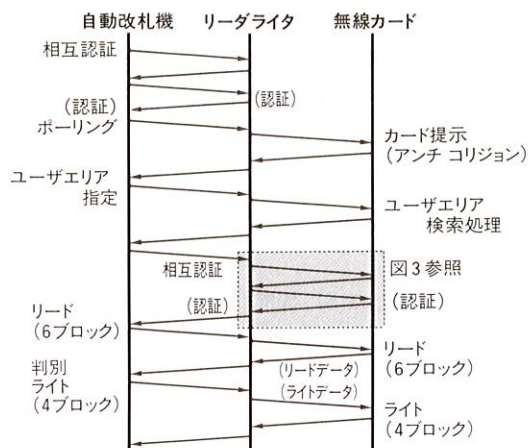 自動改札機 リーダライタ 無線カード
相互認証
(認証)
(認証)
ポーリング
カード提示
(アンチ コリジョン)
ユーザエリア
指定
ユーザエリア
検索処理
相互認証
図3参照
(認証)
(認証)
リード
(6ブロック)
リード
(6ブロック)
(リードデータ)
判別
ライト
(4ブロック)
(ライトデータ)
ライト
(4ブロック)